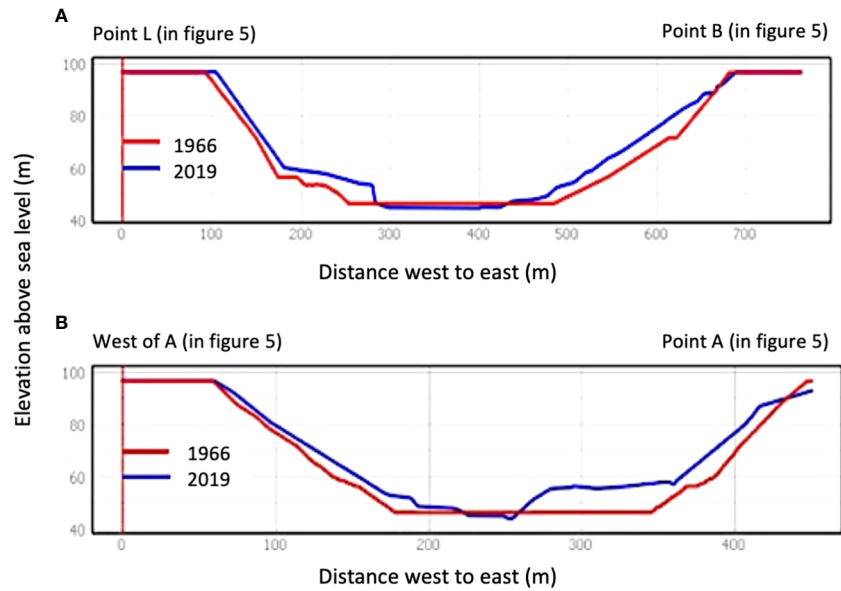 A
Point L (in figure 5)
Point B (in figure 5)
100
80
60
40
1966
2019
0
100
200
300
400
500
600
700
Distance west to east (m)
Elevation above sea level (m)
B
West of A (in figure 5)
Point A (in figure 5)
100
80
60
40
1966
2019
0
100
200
300
400
Distance west to east (m)